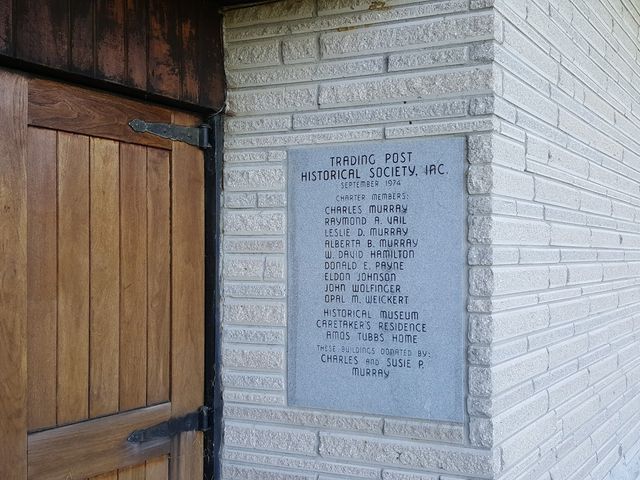 TRADING POST
HISTORICAL SOCIETY, INC.
SEPTEMBER 1974
CHARTER MEMBERS:
CHARLES MURRAY
RAYMOND A. VAIL
LESLIE D. MURRAY
ALBERTA B. MURRAY
W. DAVID HAMILTON
DONALD E. PAYNE
ELDON JOHNSON
JOHN WOLFINGER
OPAL M. WEICKERT
HISTORICAL MUSEUM
CARETAKER'S RESIDENCE
AMOS TUBBS HOME
THESE BUILDINGS DONATED BY:
CHARLES AND SUSIE P.
MURRAY